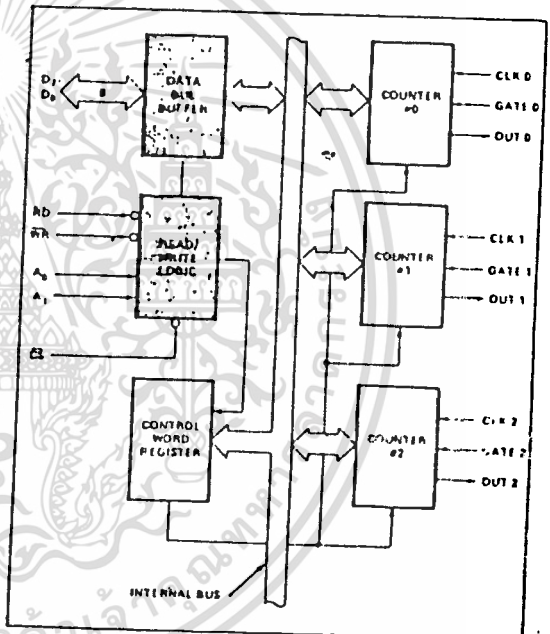 D7
D0
8
DATA
BUS
BUFFER
COUNTER
#0
CLK 0
GATE 0
OUT 0
RD
WR
A0
A1
CS
READ/
WRITE
LOGIC
COUNTER
#1
CLK 1
GATE 1
OUT 1
CONTROL
WORD
REGISTER
COUNTER
#2
CLK 2
GATE 2
OUT 2
INTERNAL BUS